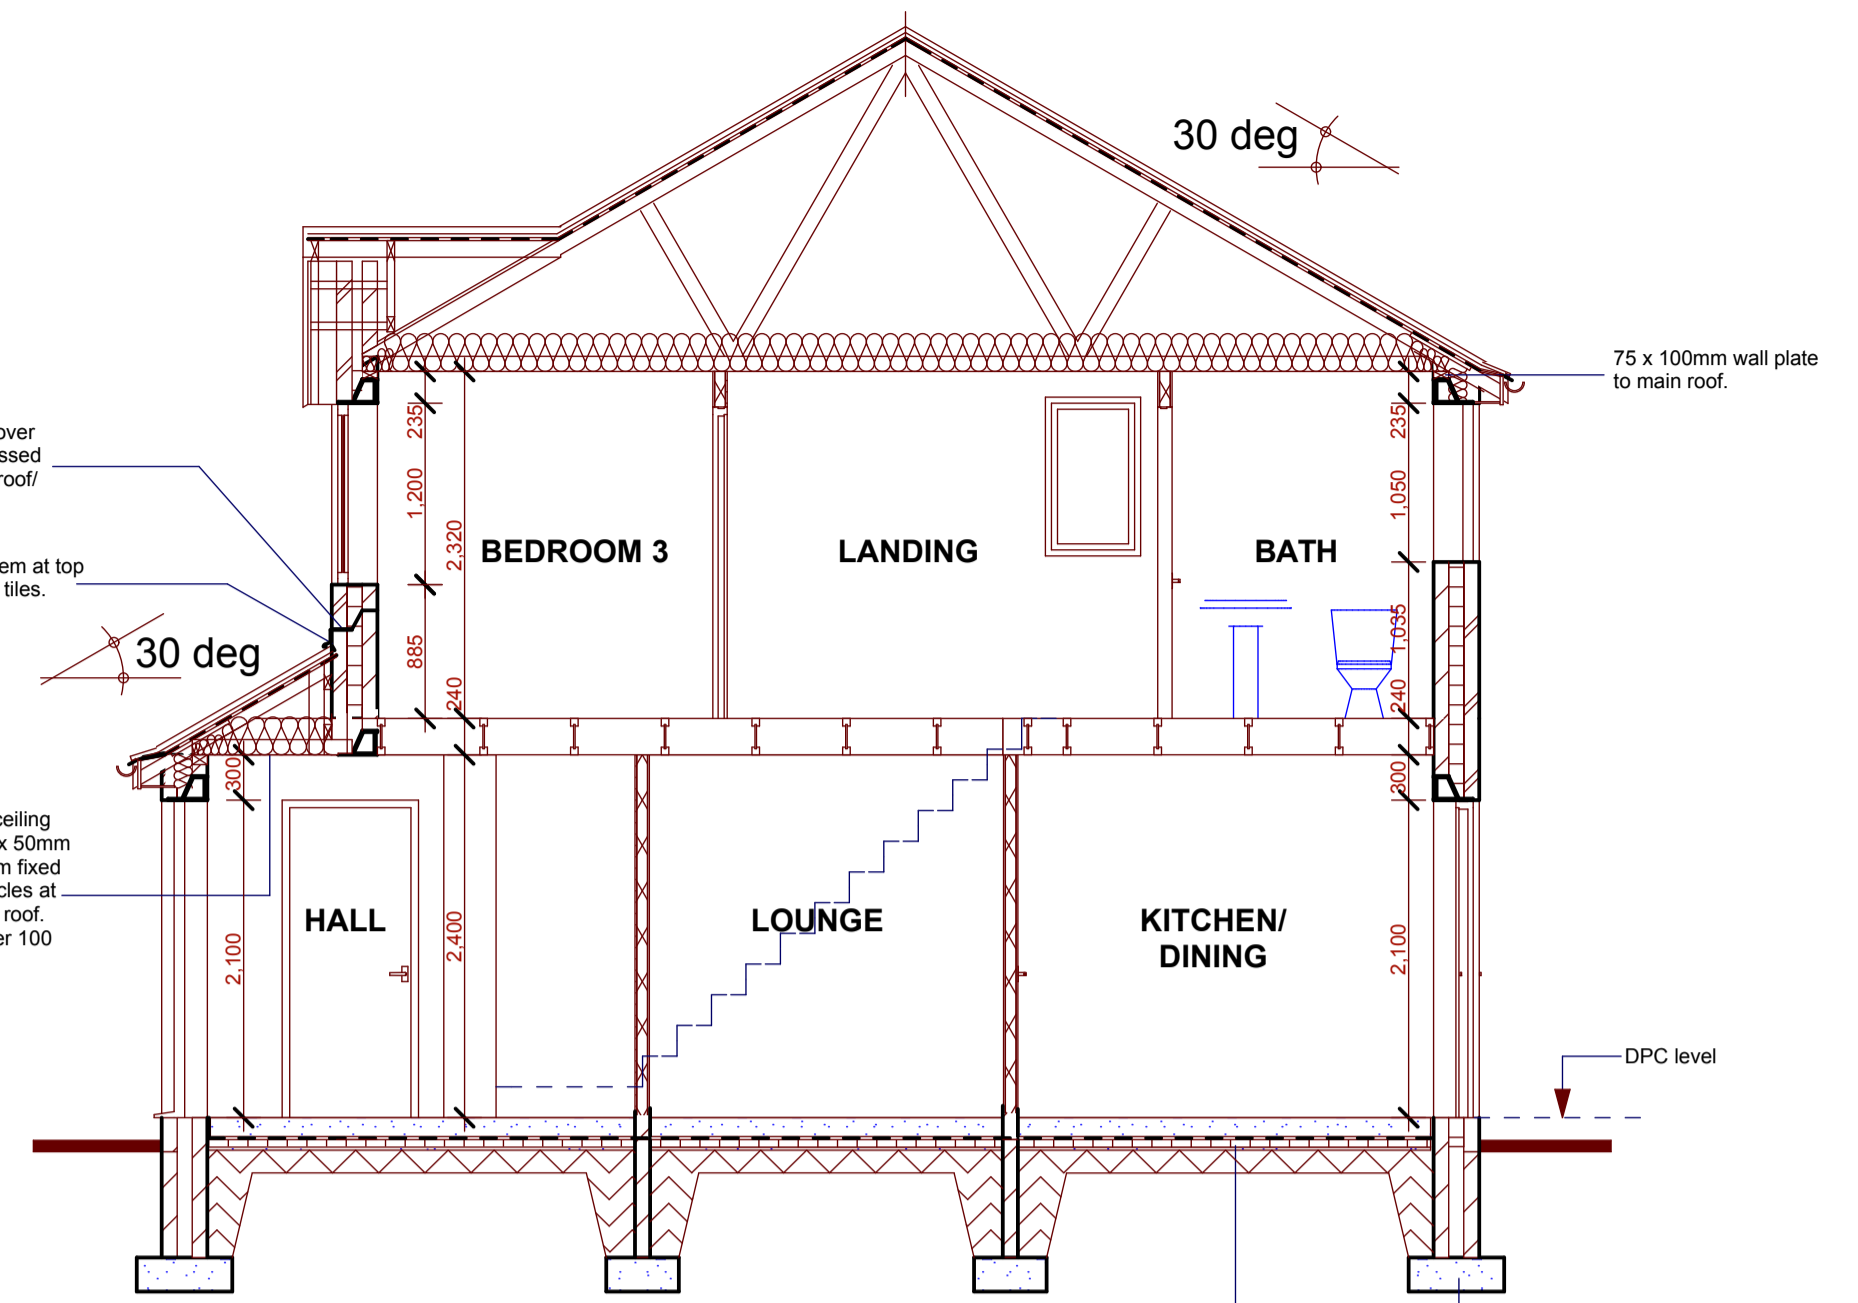 30 deg
75 x 100mm wall plate
to main roof.
over
ssed
roof/
em at top
tiles.
30 deg
235
1,200
2,320
885
240
235
1,050
1,035
240
BEDROOM 3
LANDING
BATH
300
300
ceiling
x 50mm
m fixed
cles at
roof.
er 100
HALL
LOUNGE
KITCHEN/
DINING
2,100
2,400
2,100
DPC level